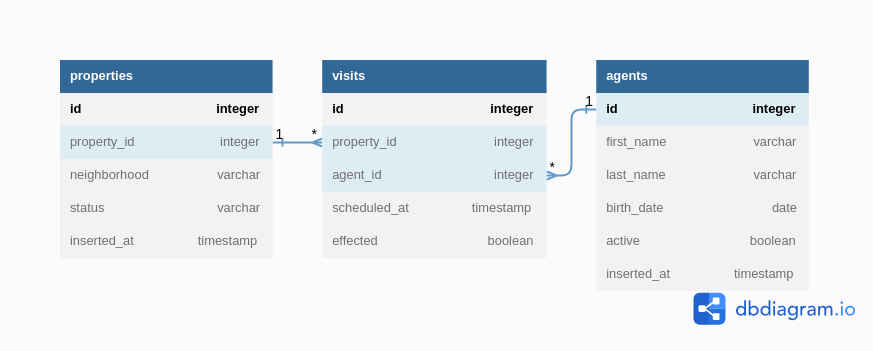 properties
id integer
property_id integer
neighborhood varchar
status varchar
inserted_at timestamp
1 *
visits
id integer
property_id integer
agent_id integer
scheduled_at timestamp
effected boolean
1
*
agents
id integer
first_name varchar
last_name varchar
birth_date date
active boolean
inserted_at timestamp
dbdiagram.io